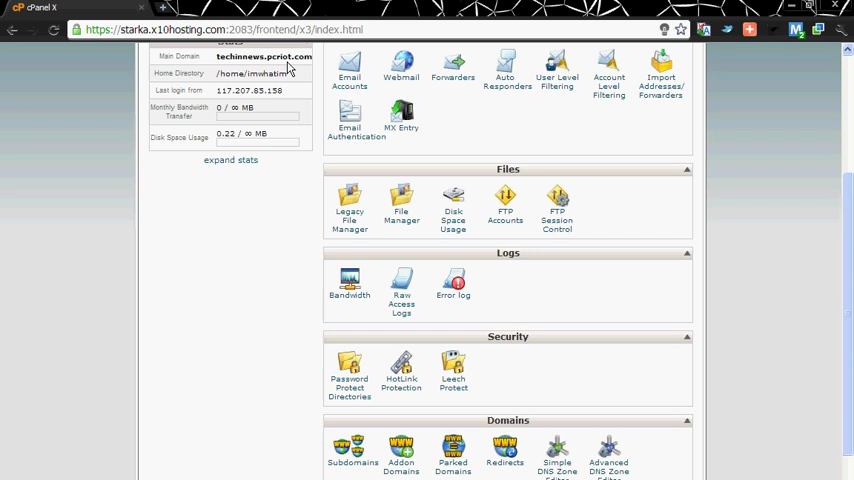 cPanel X
https://starka.x10hosting.com:2083/frontend/x3/index.html
Stats
Main Domain techinnews.pcriot.com
Home Directory /home/imwhatim
Last login from 117.207.85.158
Monthly Bandwidth Transfer 0 / ∞ MB
Disk Space Usage 0.22 / ∞ MB
expand stats
Email Accounts
Webmail
Forwarders
Auto Responders
User Level Filtering
Account Level Filtering
Import Addresses/ Forwarders
Email Authentication
MX Entry
Files
Legacy File Manager
File Manager
Disk Space Usage
FTP Accounts
FTP Session Control
Logs
Bandwidth
Raw Access Logs
Error log
Security
Password Protect Directories
HotLink Protection
Leech Protect
Domains
Subdomains
Addon Domains
Parked Domains
Redirects
Simple DNS Zone Editor
Advanced DNS Zone Editor